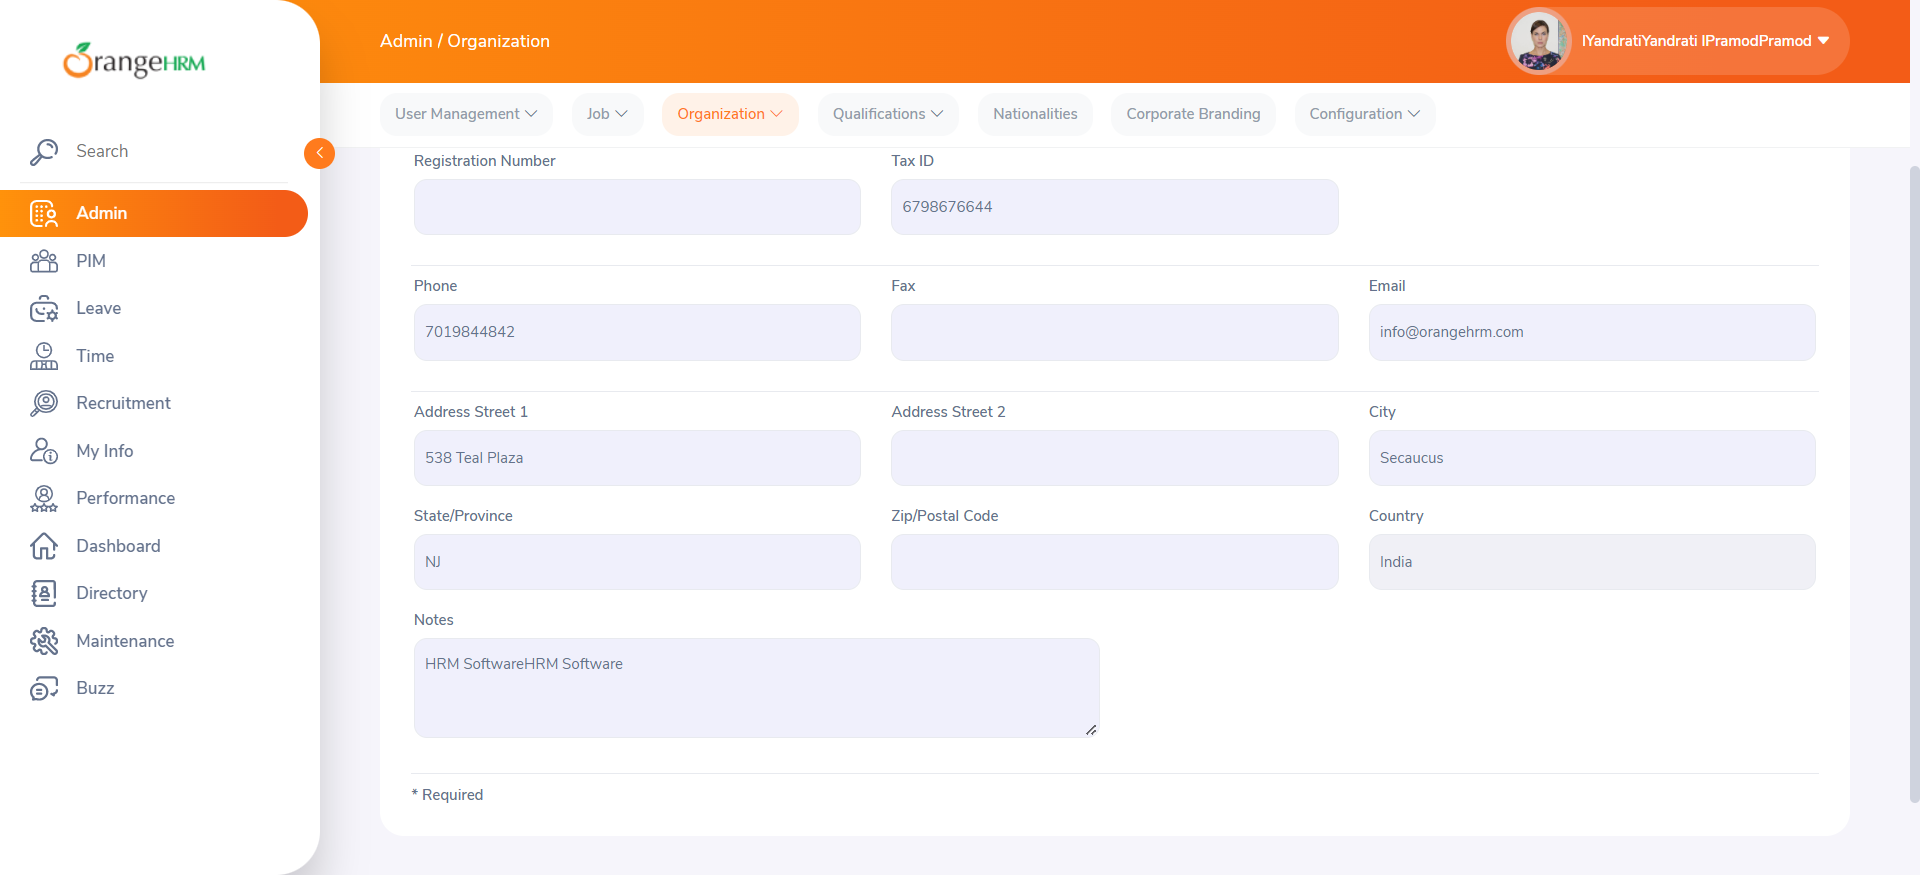 OrangeHRM
Admin / Organization
IYandratiYandrati IPramodPramod
User Management
Job
Organization
Qualifications
Nationalities
Corporate Branding
Configuration
Search
Admin
PIM
Leave
Time
Recruitment
My Info
Performance
Dashboard
Directory
Maintenance
Buzz
Registration Number
Tax ID
6798676644
Phone
Fax
Email
7019844842
info@orangehrm.com
Address Street 1
Address Street 2
City
538 Teal Plaza
Secaucus
State/Province
Zip/Postal Code
Country
NJ
India
Notes
HRM SoftwareHRM Software
* Required